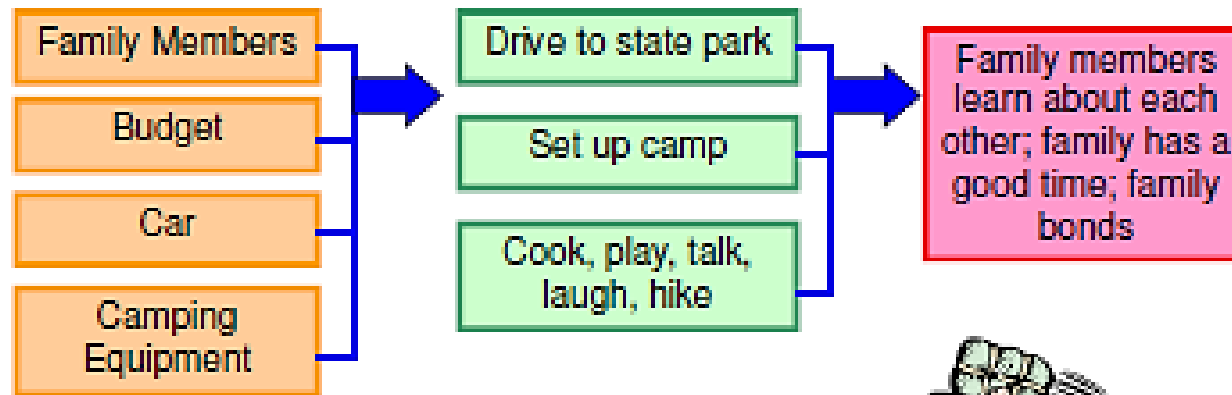 Family Members
Budget
Car
Camping
Equipment
Drive to state park
Set up camp
Cook, play, talk,
laugh, hike
Family members
learn about each
other; family has a
good time; family
bonds